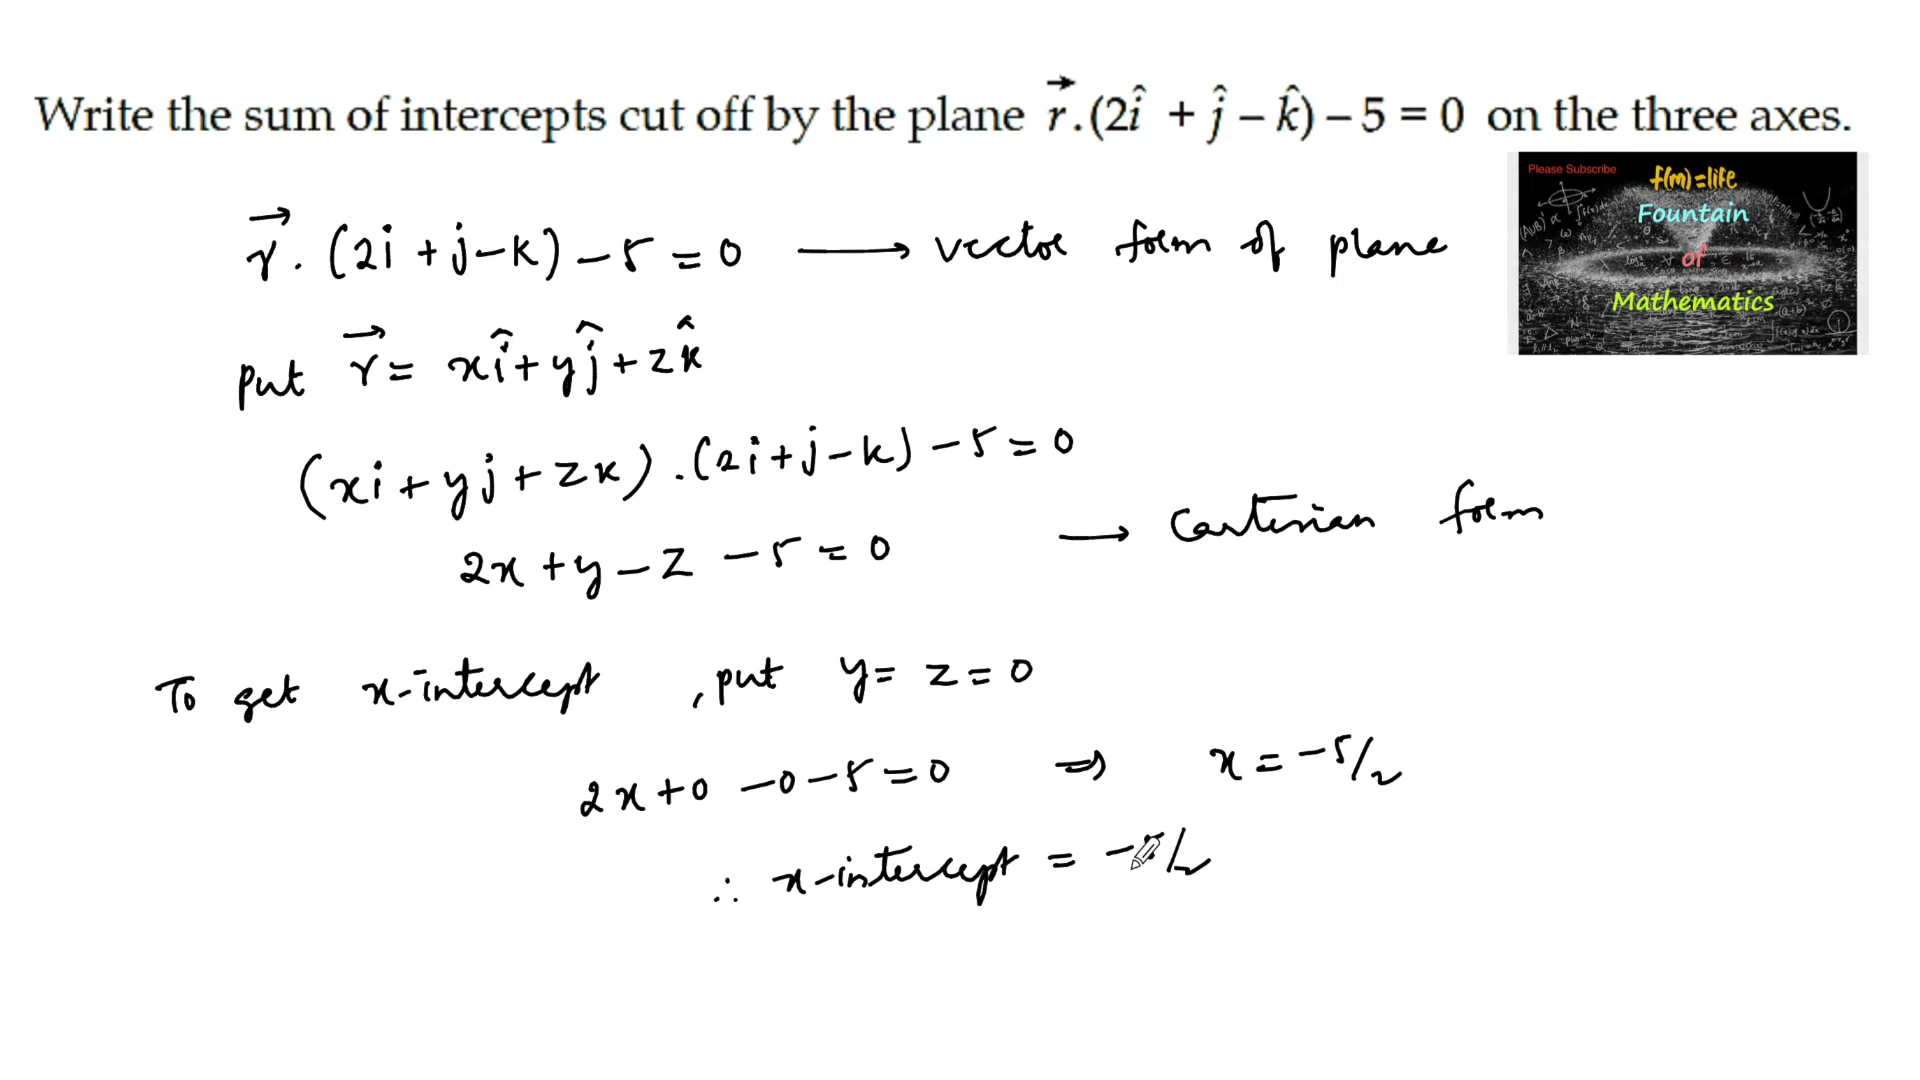 Write the sum of intercepts cut off by the plane r⃗.(2î + ĵ – k̂) – 5 = 0 on the three axes.
Please Subscribe
f(m)=life
Fountain
of
Mathematics
r⃗. (2i + j – k) – 5 = 0 ⟶ vector form of plane
put r⃗ = xî + yĵ + zk̂
(xi + yj + zk) . (2i + j – k) – 5 = 0
2x + y – z – 5 = 0 ⟶ Cartesian form
To get x-intercept , put y = z = 0
2x + 0 – 0 – 5 = 0 ⇒ x = –5/2
∴ x-intercept =